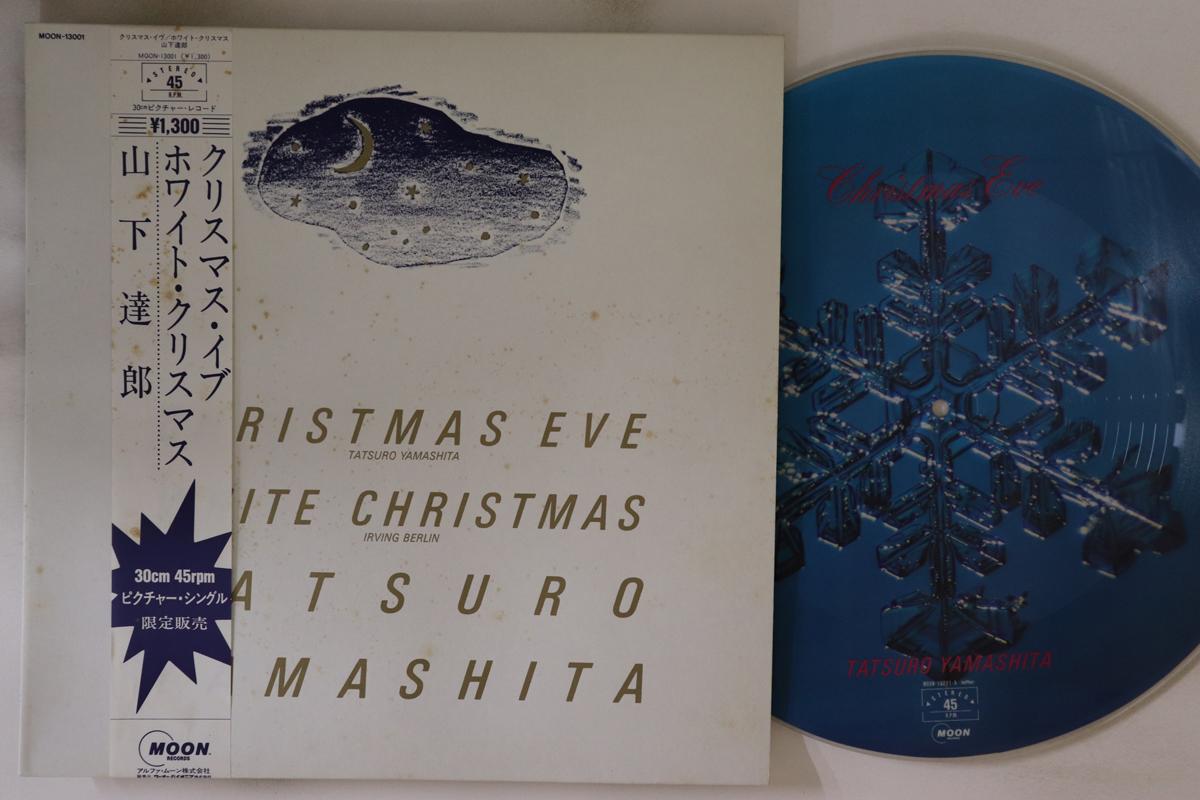 MOON-13001
クリスマス・イヴ/ホワイト・クリスマス
山下達郎
MOON-13001 (¥1,300)
STEREO
45
R.P.M.
30cmピクチャー・レコード
¥1,300
クリスマス・イブ
ホワイト・クリスマス
山下達郎
30cm 45rpm
ピクチャー・シングル
限定販売
MOON
RECORDS
アルファ・ムーン株式会社
RISTMAS EVE
TATSURO YAMASHITA
ITE CHRISTMAS
IRVING BERLIN
ATSURO
MASHITA
Christmas Eve
TATSURO YAMASHITA
STEREO
45
R.P.M.
MOON
RECORDS